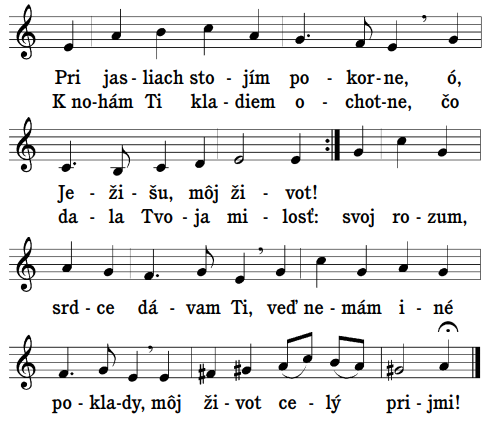 Pri jas-liach sto-jím po-kor-ne, ó,
K no-hám Ti kla-diem o-chot-ne, čo
Je-ži-šu, môj ži-vot!
da-la Tvo-ja mi-losť: svoj ro-zum,
srd-ce dá-vam Ti, veď ne-mám i-né
po-kla-dy, môj ži-vot ce-lý pri-jmi!